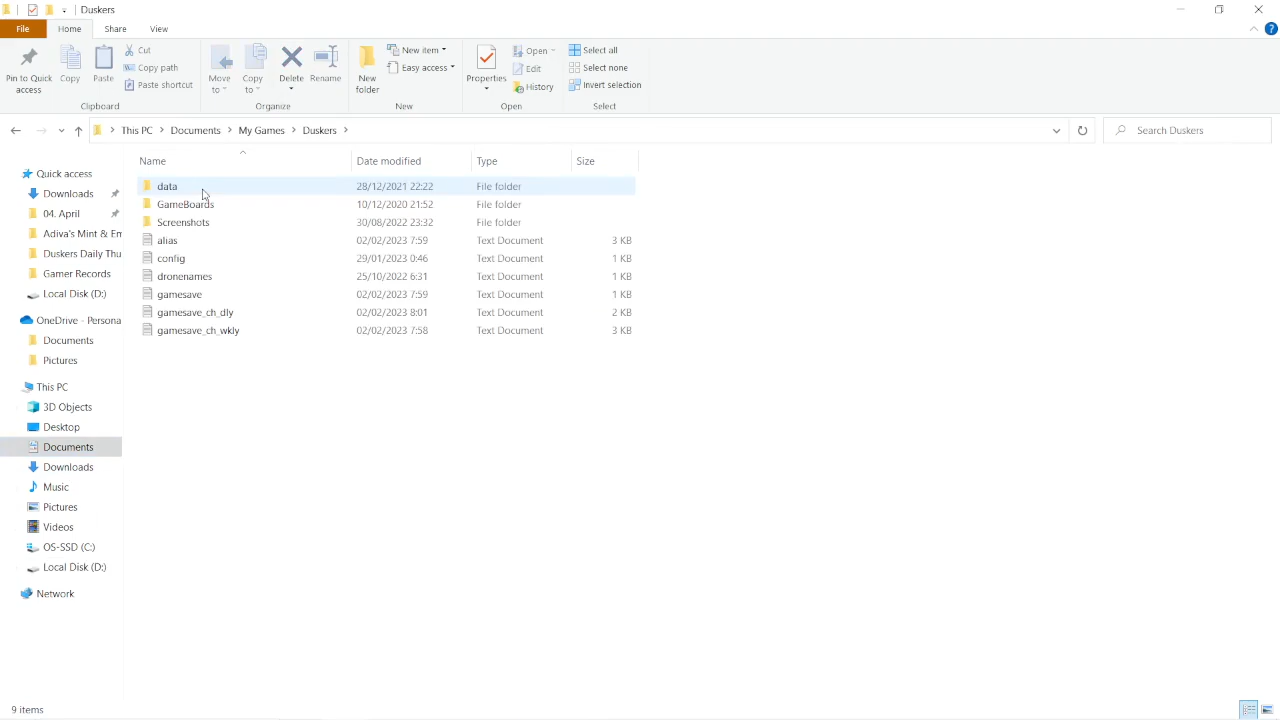 Duskers
File Home Share View
Pin to Quick access
Copy
Paste
Cut
Copy path
Paste shortcut
Clipboard
Move to
Copy to
Delete
Rename
Organize
New folder
New item
Easy access
New
Properties
Open
Edit
History
Open
Select all
Select none
Invert selection
Select
This PC > Documents > My Games > Duskers >
Search Duskers
Name Date modified Type Size
Quick access
Downloads
04. April
Adiva's Mint & Em
Duskers Daily Thu
Gamer Records
Local Disk (D:)
OneDrive - Persona
Documents
Pictures
This PC
3D Objects
Desktop
Documents
Downloads
Music
Pictures
Videos
OS-SSD (C:)
Local Disk (D:)
Network
data 28/12/2021 22:22 File folder
GameBoards 10/12/2020 21:52 File folder
Screenshots 30/08/2022 23:32 File folder
alias 02/02/2023 7:59 Text Document 3 KB
config 29/01/2023 0:46 Text Document 1 KB
dronenames 25/10/2022 6:31 Text Document 1 KB
gamesave 02/02/2023 7:59 Text Document 1 KB
gamesave_ch_dly 02/02/2023 8:01 Text Document 2 KB
gamesave_ch_wkly 02/02/2023 7:58 Text Document 3 KB
9 items